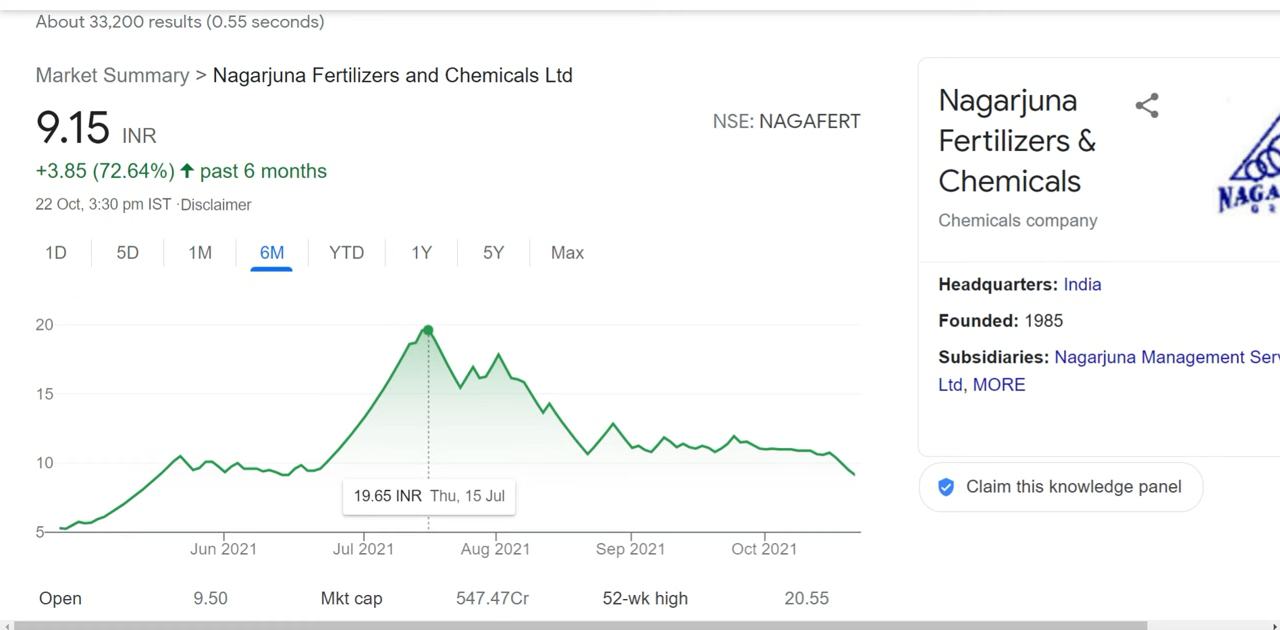 About 33,200 results (0.55 seconds)
Market Summary > Nagarjuna Fertilizers and Chemicals Ltd
9.15 INR
NSE: NAGAFERT
+3.85 (72.64%) ↑ past 6 months
22 Oct, 3:30 pm IST ·Disclaimer
1D 5D 1M 6M YTD 1Y 5Y Max
20
15
10
5
19.65 INR Thu, 15 Jul
Jun 2021 Jul 2021 Aug 2021 Sep 2021 Oct 2021
Open 9.50 Mkt cap 547.47Cr 52-wk high 20.55
Nagarjuna
Fertilizers &
Chemicals
Chemicals company
NAGA
Headquarters: India
Founded: 1985
Subsidiaries: Nagarjuna Management Ser
Ltd, MORE
Claim this knowledge panel